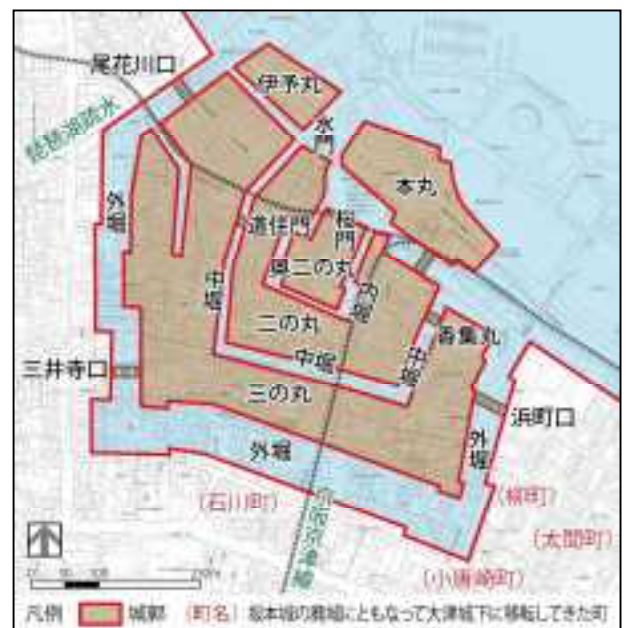 尾花川口
伊予丸
琵琶湖疏水
水門
本丸
外堀
道住門
桜門
奥二の丸
中堀
内堀
二の丸
香集丸
中堀
中堀
三井寺口
三の丸
浜町口
外堀
外堀
(石川町)
(柳町)
(太間町)
京阪京津線
(小唐崎町)
凡例 城郭 (町名) 坂本城の廃城にともなって大津城下に移転してきた町